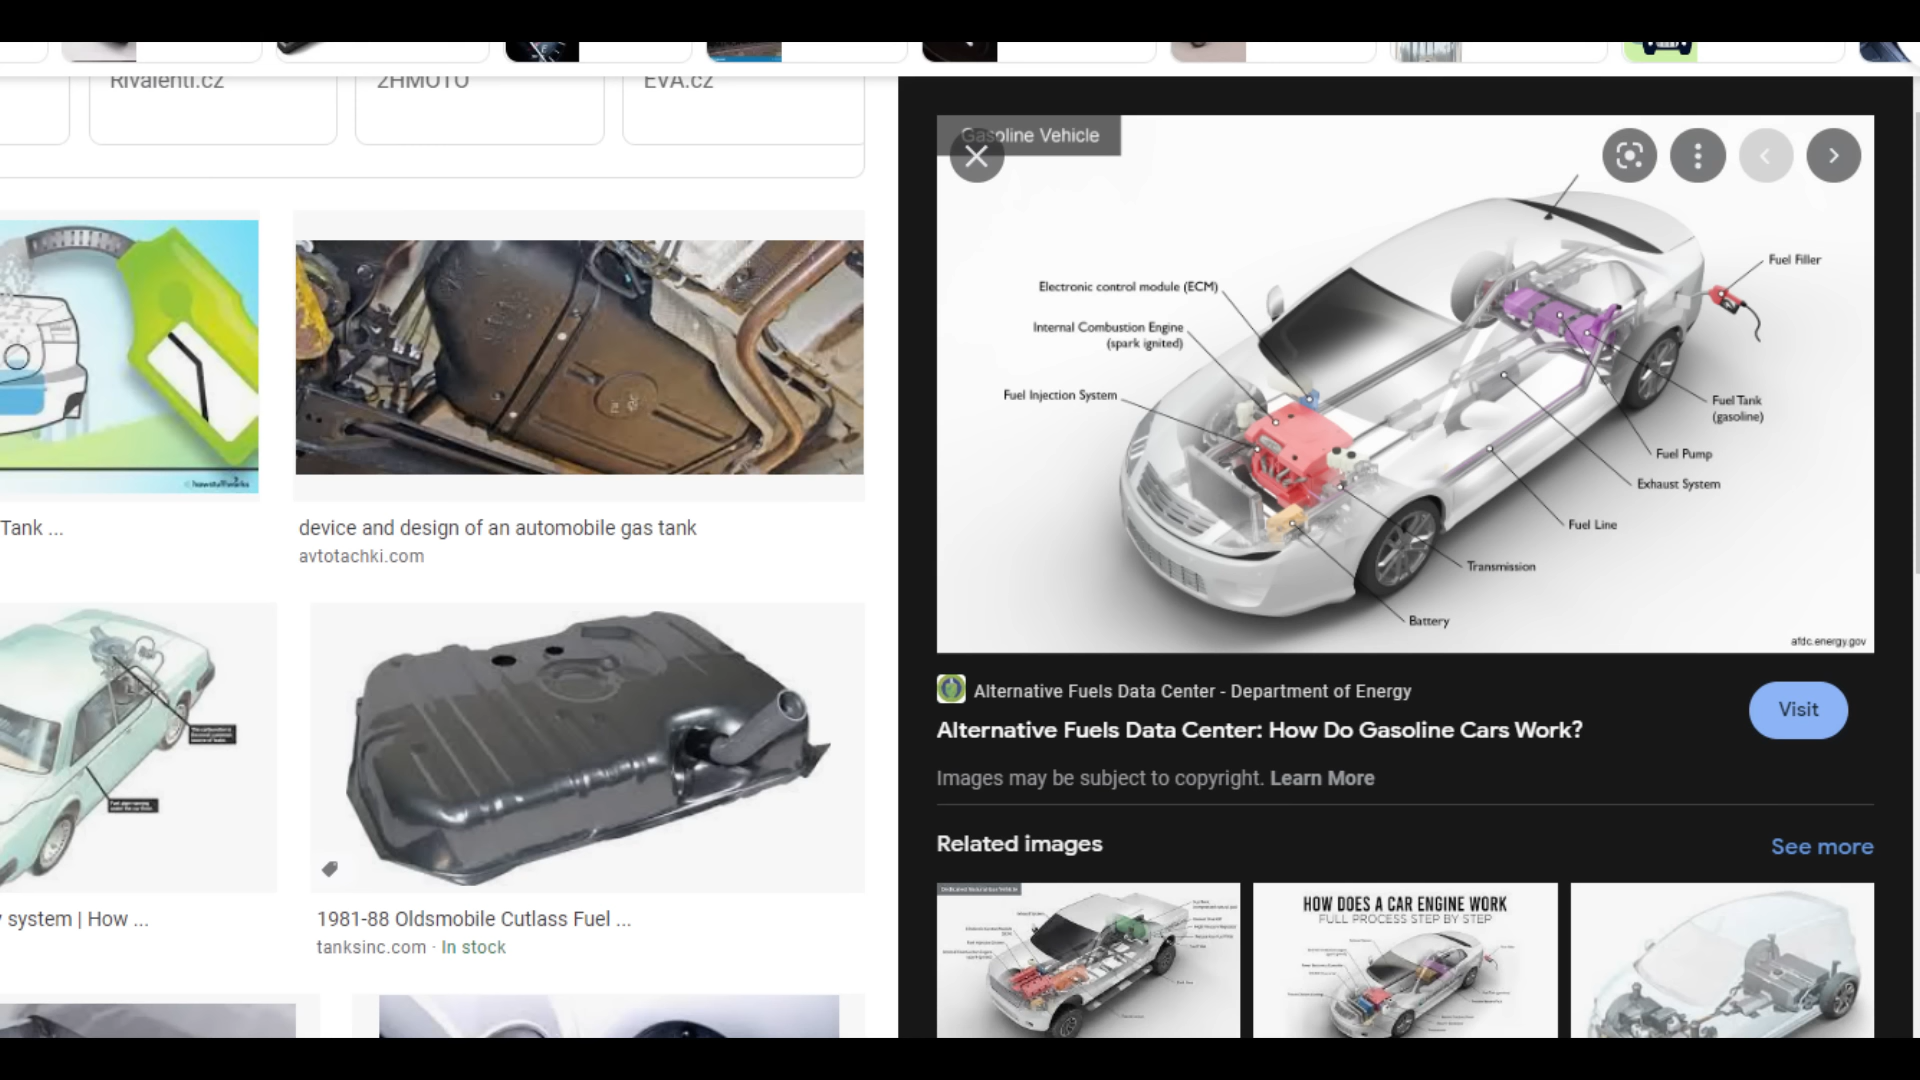 Rivalenti.cz
2HMOTO
EVA.cz
Tank ...
device and design of an automobile gas tank
avtotachki.com
system | How ...
1981-88 Oldsmobile Cutlass Fuel ...
tanksinc.com · In stock
Gasoline Vehicle
Fuel Filler
Electronic control module (ECM)
Internal Combustion Engine
(spark ignited)
Fuel Injection System
Fuel Tank
(gasoline)
Fuel Pump
Exhaust System
Fuel Line
Transmission
Battery
afdc.energy.gov
Alternative Fuels Data Center - Department of Energy
Visit
Alternative Fuels Data Center: How Do Gasoline Cars Work?
Images may be subject to copyright. Learn More
Related images
See more
HOW DOES A CAR ENGINE WORK
FULL PROCESS STEP BY STEP